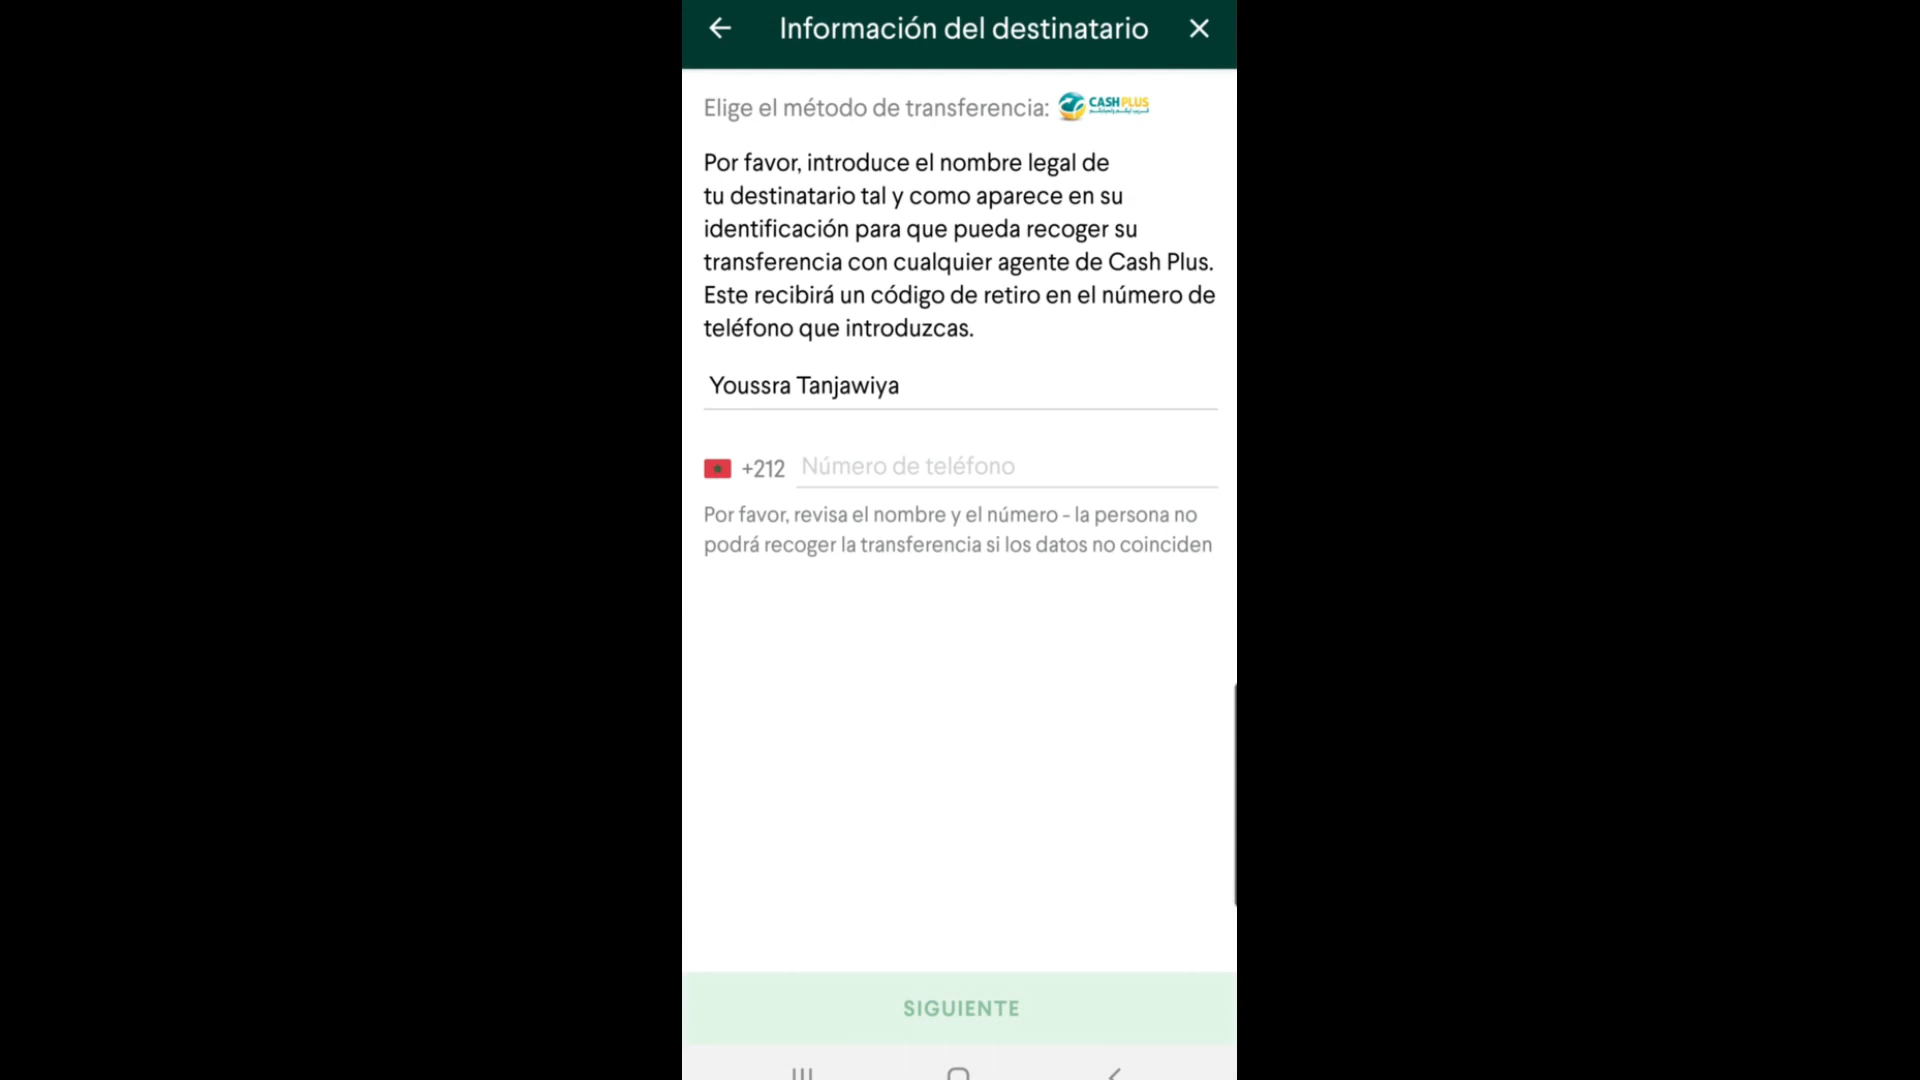 Información del destinatario
Elige el método de transferencia: CASH PLUS
Por favor, introduce el nombre legal de
tu destinatario tal y como aparece en su
identificación para que pueda recoger su
transferencia con cualquier agente de Cash Plus.
Este recibirá un código de retiro en el número de
teléfono que introduzcas.
Youssra Tanjawiya
+212 Número de teléfono
Por favor, revisa el nombre y el número - la persona no
podrá recoger la transferencia si los datos no coinciden
SIGUIENTE